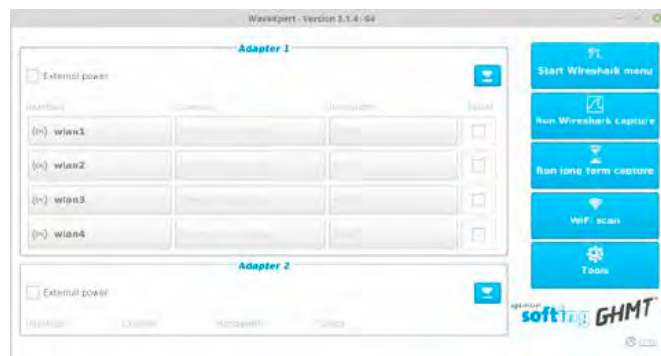 WaveXpert - Version 3.1.4 - 64
Adapter 1
External power
Interface
Channel
Bandwidth
wlan1
wlan2
wlan3
wlan4
Adapter 2
External power
Interface
Channel
Bandwidth
Start Wireshark menu
Run Wireshark capture
Run long term capture
WiFi scan
Tools
softing GHMT